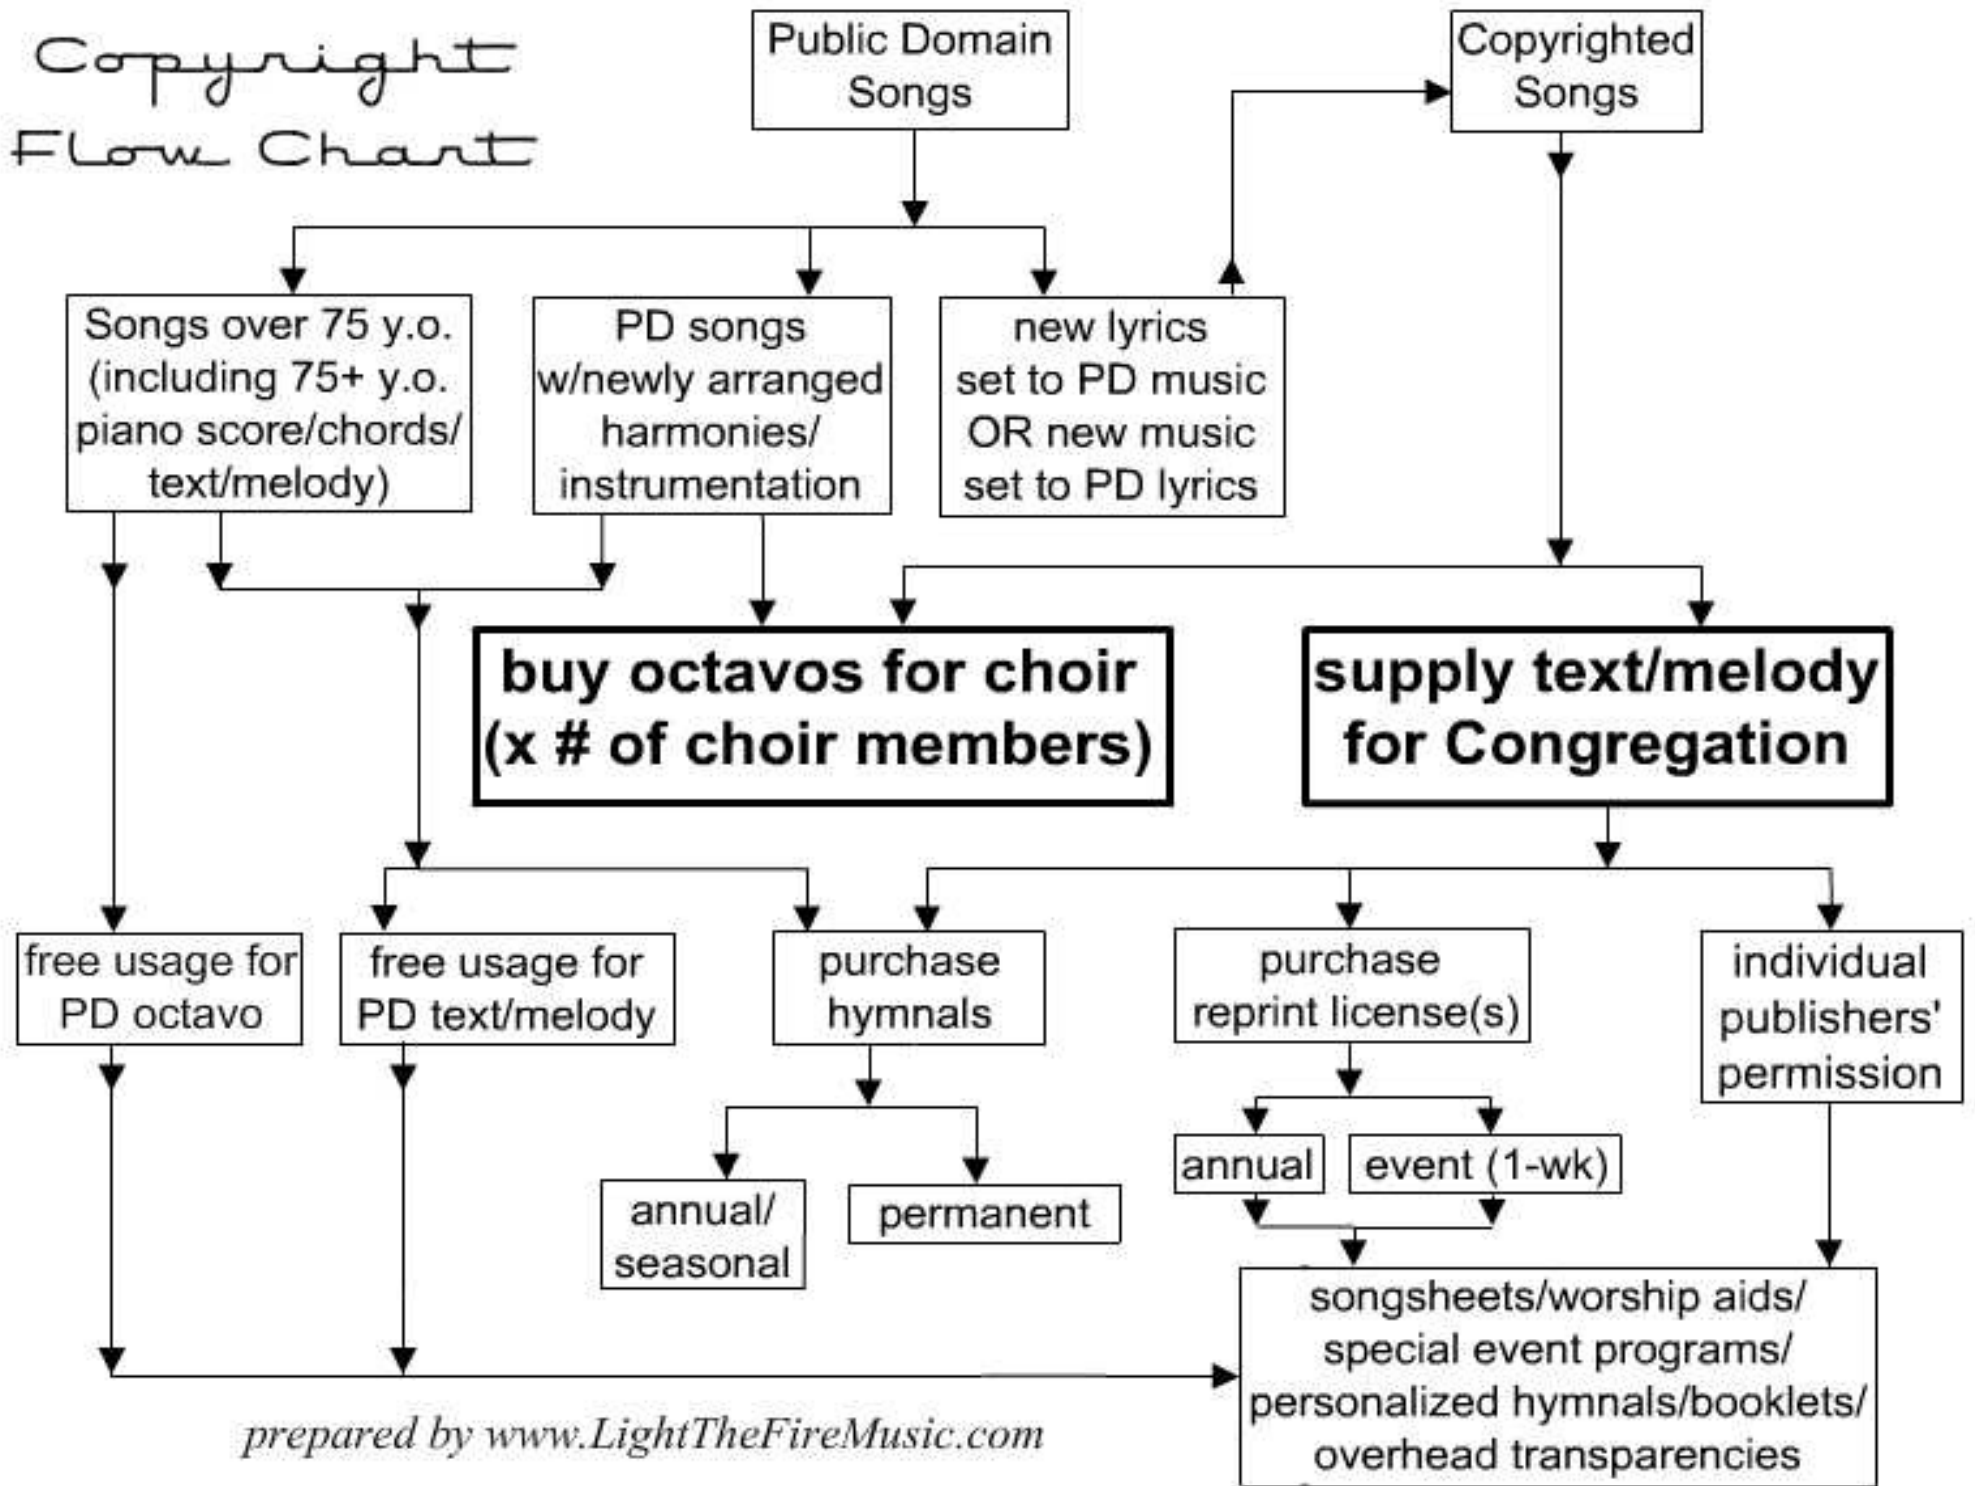 Copyright
Flow Chart
Public Domain
Songs
Copyrighted
Songs
Songs over 75 y.o.
(including 75+ y.o.
piano score/chords/
text/melody)
PD songs
w/newly arranged
harmonies/
instrumentation
new lyrics
set to PD music
OR new music
set to PD lyrics
buy octavos for choir
(x # of choir members)
supply text/melody
for Congregation
free usage for
PD octavo
free usage for
PD text/melody
purchase
hymnals
purchase
reprint license(s)
individual
publishers'
permission
annual/
seasonal
permanent
annual
event (1-wk)
songsheets/worship aids/
special event programs/
personalized hymnals/booklets/
overhead transparencies
prepared by www.LightTheFireMusic.com